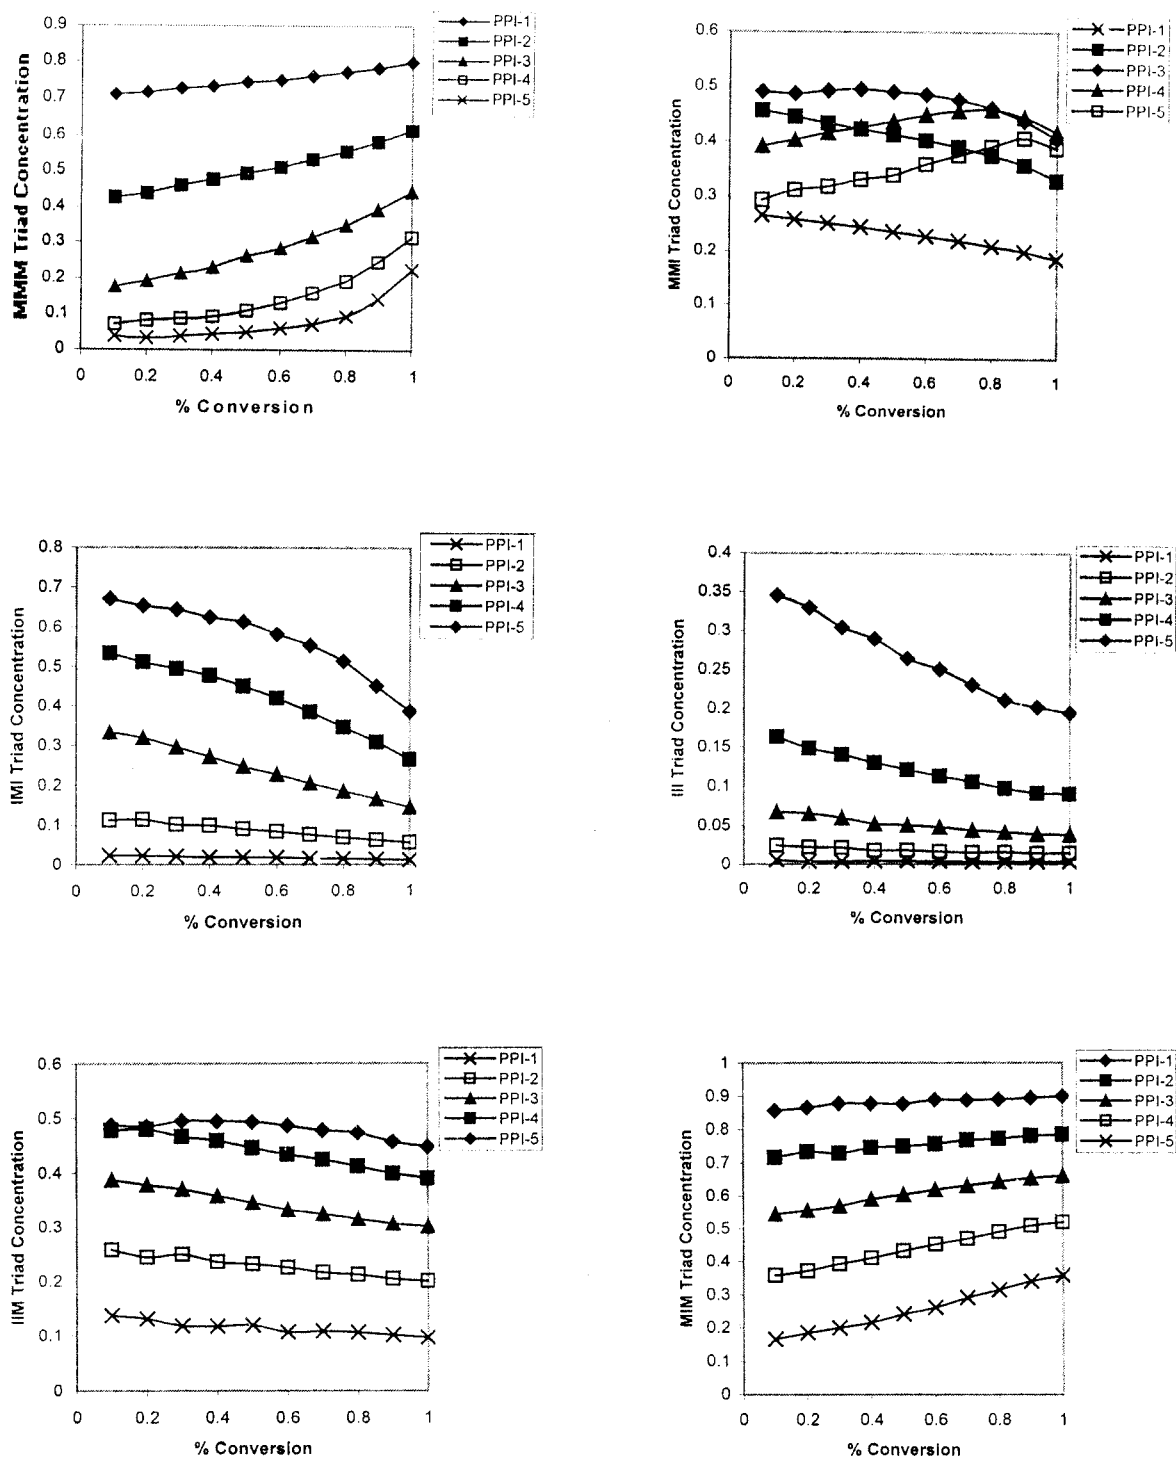 MMM Triad Concentration
0.9
0.8
0.7
0.6
0.5
0.4
0.3
0.2
0.1
0
0 0.2 0.4 0.6 0.8 1
% Conversion
PPI-1
PPI-2
PPI-3
PPI-4
PPI-5
MMI Triad Concentration
0.6
0.5
0.4
0.3
0.2
0.1
0
0 0.2 0.4 0.6 0.8 1
% Conversion
PPI-1
PPI-2
PPI-3
PPI-4
PPI-5
IMI Triad Concentration
0.8
0.7
0.6
0.5
0.4
0.3
0.2
0.1
0
0 0.2 0.4 0.6 0.8 1
% Conversion
PPI-1
PPI-2
PPI-3
PPI-4
PPI-5
III Triad Concentration
0.4
0.35
0.3
0.25
0.2
0.15
0.1
0.05
0
0 0.2 0.4 0.6 0.8 1
% Conversion
PPI-1
PPI-2
PPI-3
PPI-4
PPI-5
IIM Triad Concentration
0.6
0.5
0.4
0.3
0.2
0.1
0
0 0.2 0.4 0.6 0.8 1
% Conversion
PPI-1
PPI-2
PPI-3
PPI-4
PPI-5
MIM Triad Concentration
1
0.9
0.8
0.7
0.6
0.5
0.4
0.3
0.2
0.1
0
0 0.2 0.4 0.6 0.8 1
% Conversion
PPI-1
PPI-2
PPI-3
PPI-4
PPI-5